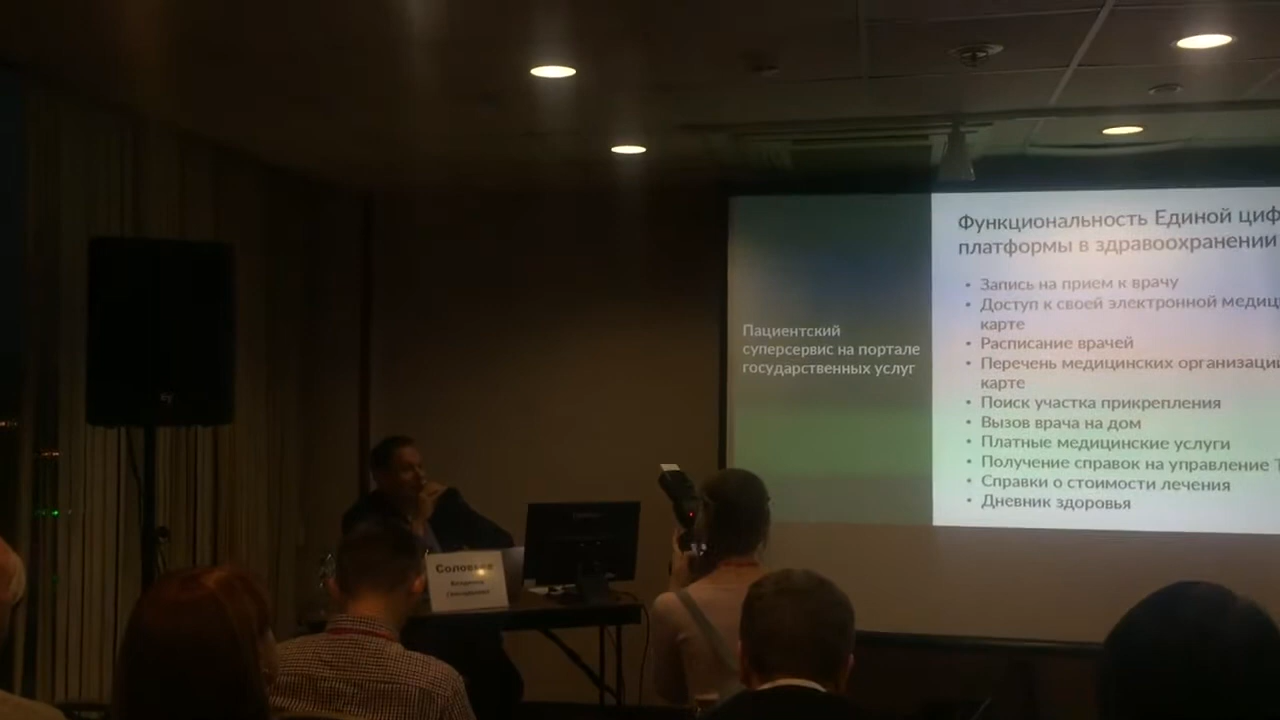 Функциональность Единой циф
платформы в здравоохранении
Пациентский
суперсервис на портале
государственных услуг
• Запись на прием к врачу
• Доступ к своей электронной медиц
карте
• Расписание врачей
• Перечень медицинских организаци
карте
• Поиск участка прикрепления
• Вызов врача на дом
• Платные медицинские услуги
• Получение справок на управление Т
• Справки о стоимости лечения
• Дневник здоровья
Соловьев
Владимир